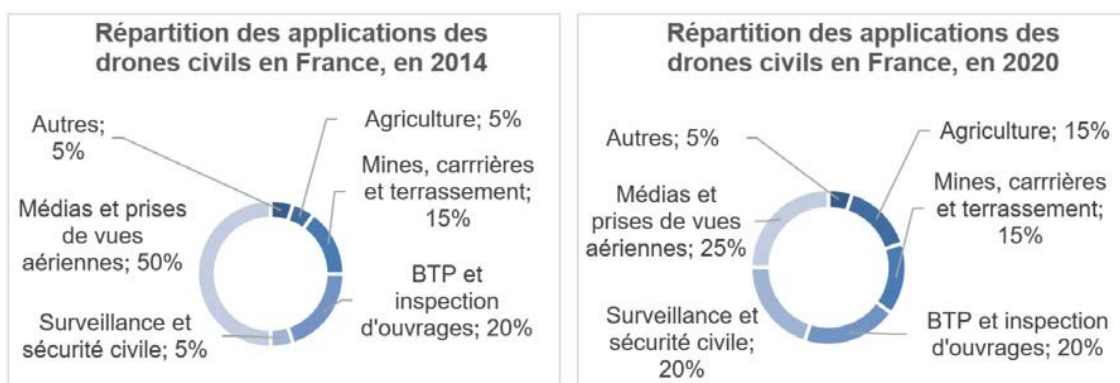 Répartition des applications des
drones civils en France, en 2014
Autres;
5%
Agriculture; 5%
Mines, carrrières
et terrassement;
15%
Médias et prises
de vues
aériennes; 50%
BTP et
inspection
d'ouvrages; 20%
Surveillance et
sécurité civile; 5%
Répartition des applications des
drones civils en France, en 2020
Autres; 5%
Agriculture; 15%
Mines, carrrières
et terrassement;
15%
Médias et
et prises de vues
aériennes; 25%
Surveillance et
sécurité civile;
20%
BTP et inspection
d'ouvrages; 20%